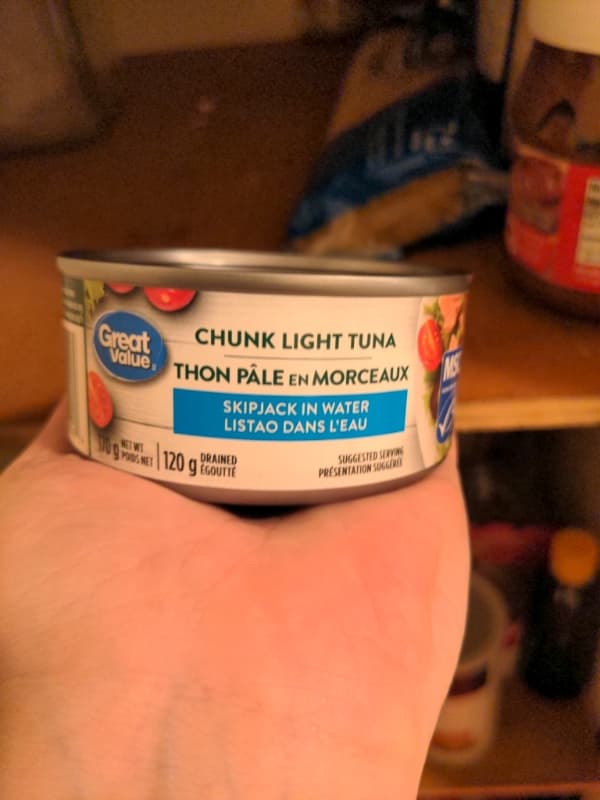 Great
Value
CHUNK LIGHT TUNA
THON PÂLE EN MORCEAUX
SKIPJACK IN WATER
LISTAO DANS L'EAU
170 g NET WT
POIDS NET
120 g DRAINED
ÉGOUTTÉ
SUGGESTED SERVING
PRÉSENTATION SUGGÉRÉE